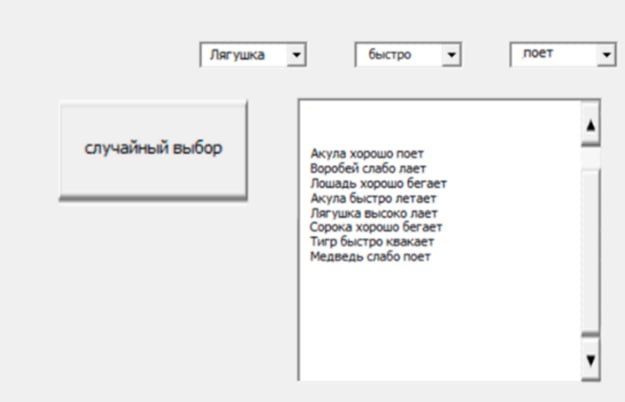 Лягушка быстро поет
случайный выбор
Акула хорошо поет
Воробей слабо лает
Лошадь хорошо бегает
Акула быстро летает
Лягушка высоко лает
Сорока хорошо бегает
Тигр быстро квакает
Медведь слабо поет